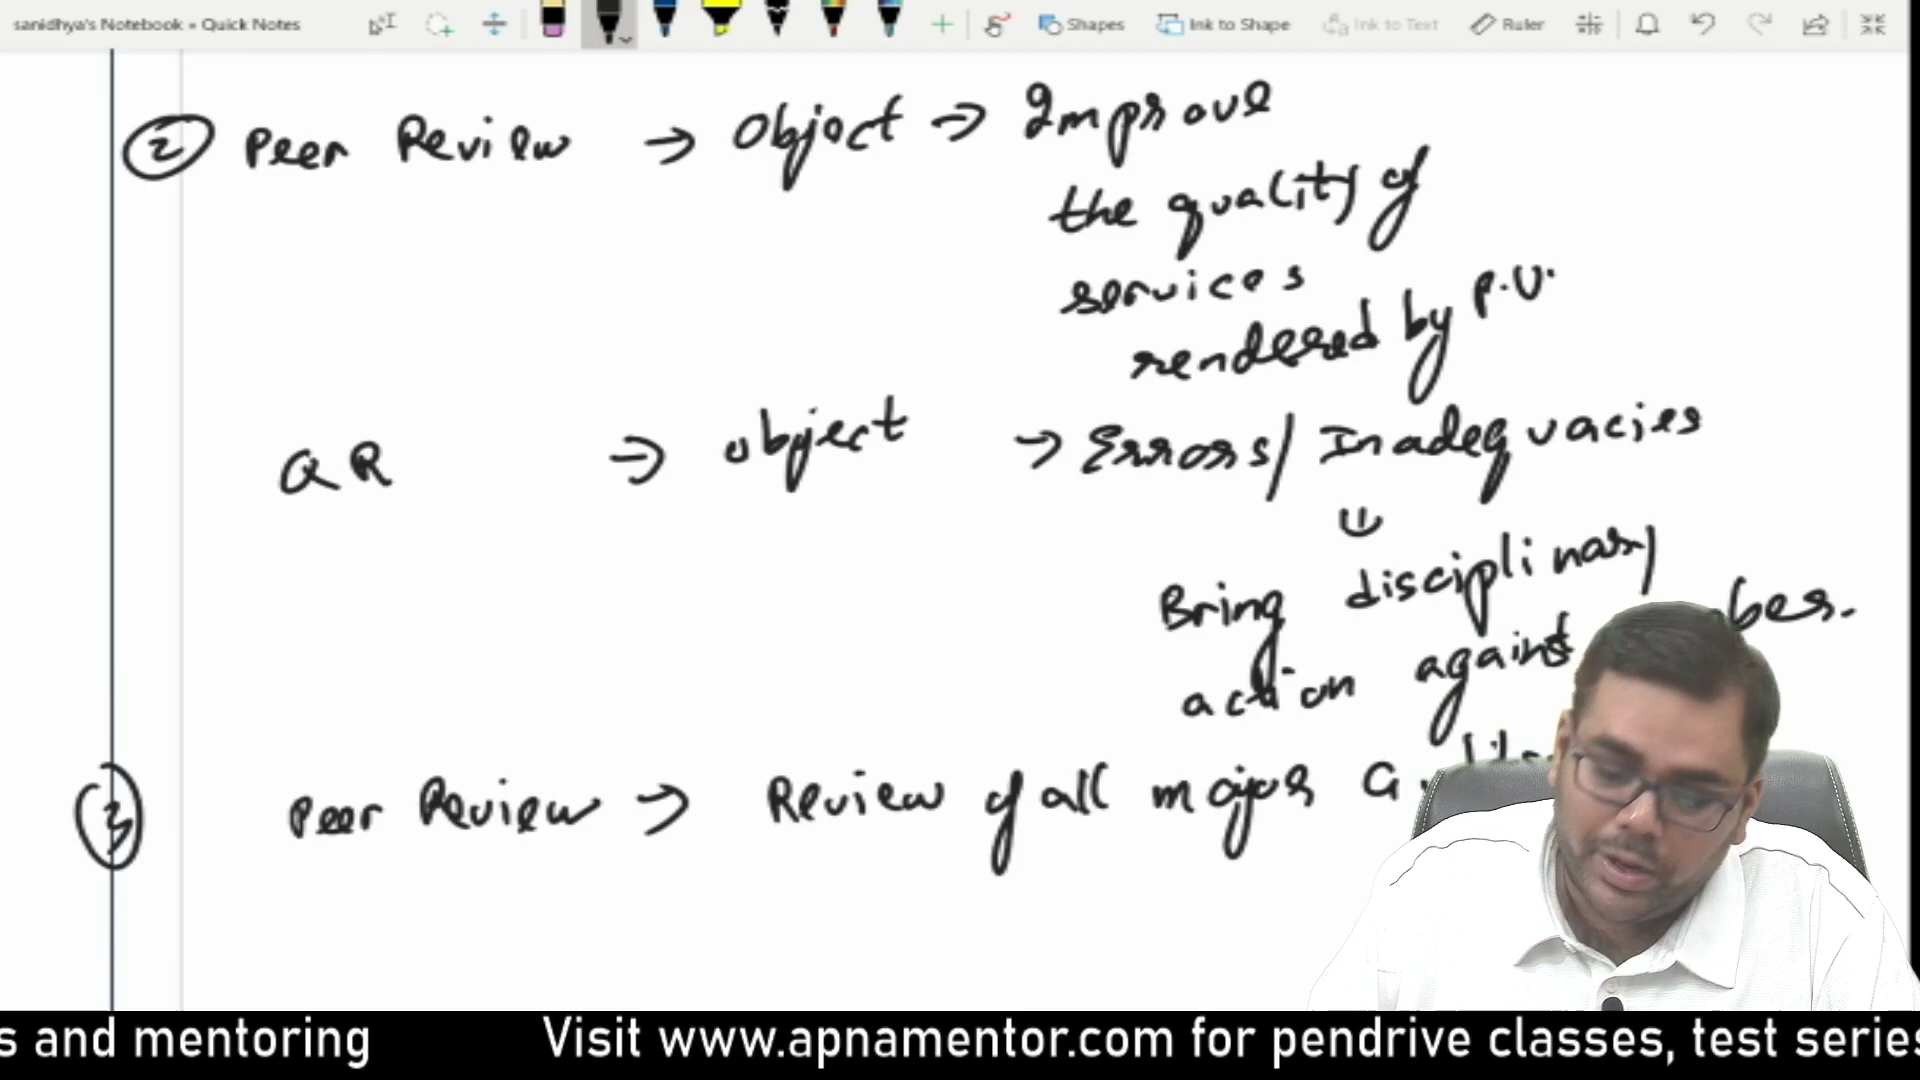 sanidhya's Notebook » Quick Notes
Shapes
Ink to Shape
Ink to Text
Ruler
② Peer Review → Object → Improve
the quality of
services
rendered by P.U.
QR → object → Errors/ Inadequacies
Bring disciplinary
action against
③ Peer Review → Review of all major
s and mentoring Visit www.apnamentor.com for pendrive classes, test series